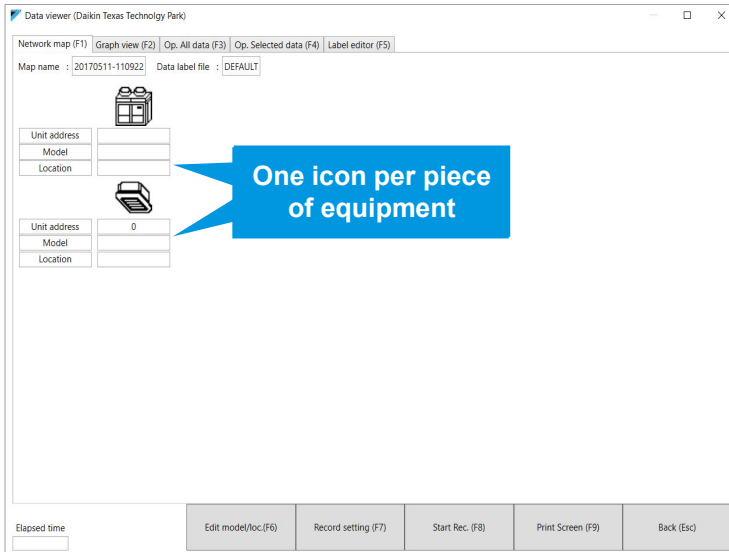 Data viewer (Daikin Texas Technolgy Park)
Network map (F1) Graph view (F2) Op. All data (F3) Op. Selected data (F4) Label editor (F5)
Map name : 20170511-110922 Data label file : DEFAULT
Unit address
Model
Location
One icon per piece
of equipment
Unit address 0
Model
Location
Elapsed time
Edit model/loc.(F6) Record setting (F7) Start Rec. (F8) Print Screen (F9) Back (Esc)